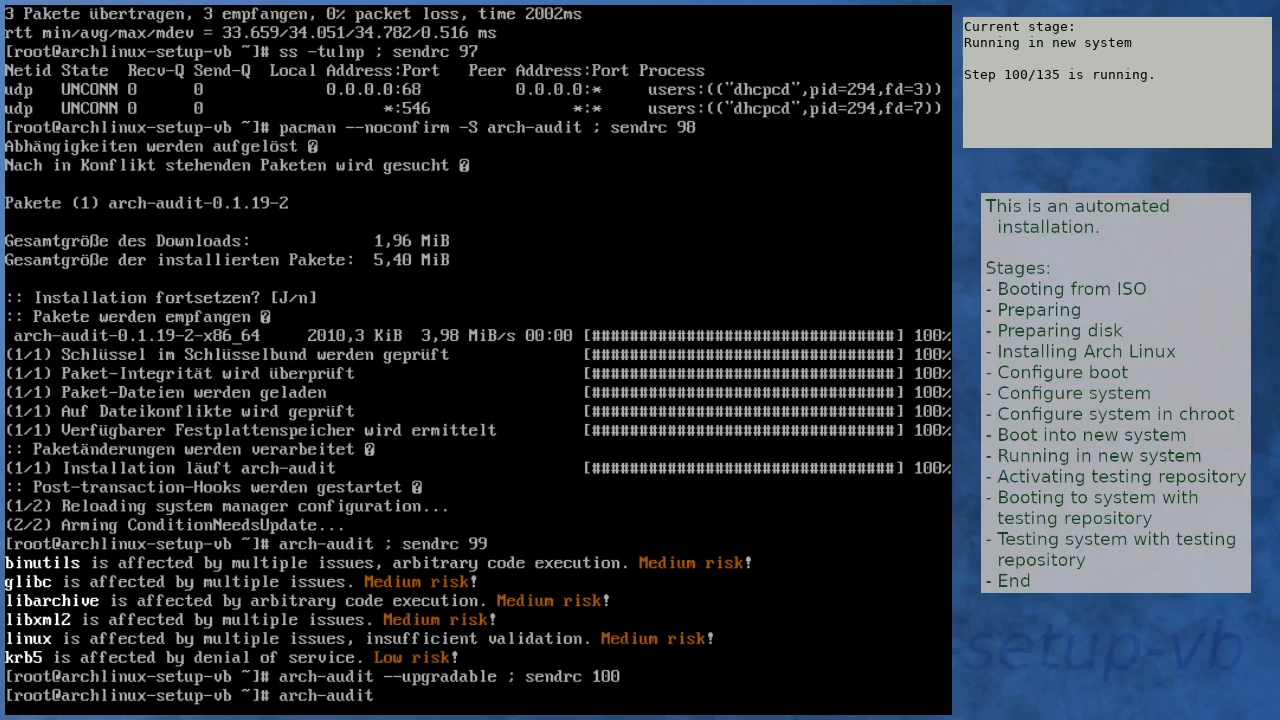 3 Pakete übertragen, 3 empfangen, 0% packet loss, time 2002ms
rtt min/avg/max/mdev = 33.659/34.051/34.782/0.516 ms
[root@archlinux-setup-vb ~]# ss -tulnp ; sendrc 97
Netid State  Recv-Q Send-Q  Local Address:Port   Peer Address:Port Process
udp   UNCONN 0      0             0.0.0.0:68          0.0.0.0:*     users:(("dhcpcd",pid=294,fd=3))
udp   UNCONN 0      0                   *:546               *:*     users:(("dhcpcd",pid=294,fd=7))
[root@archlinux-setup-vb ~]# pacman --noconfirm -S arch-audit ; sendrc 98
Abhängigkeiten werden aufgelöst �
Nach in Konflikt stehenden Paketen wird gesucht �
Pakete (1) arch-audit-0.1.19-2
Gesamtgröße des Downloads:             1,96 MiB
Gesamtgröße der installierten Pakete:  5,40 MiB
:: Installation fortsetzen? [J/n]
:: Pakete werden empfangen �
 arch-audit-0.1.19-2-x86_64     2010,3 KiB  3,98 MiB/s 00:00 [################################] 100%
(1/1) Schlüssel im Schlüsselbund werden geprüft              [################################] 100%
(1/1) Paket-Integrität wird überprüft                        [################################] 100%
(1/1) Paket-Dateien werden geladen                           [################################] 100%
(1/1) Auf Dateikonflikte wird geprüft                        [################################] 100%
(1/1) Verfügbarer Festplattenspeicher wird ermittelt         [################################] 100%
:: Paketänderungen werden verarbeitet �
(1/1) Installation läuft arch-audit                          [################################] 100%
:: Post-transaction-Hooks werden gestartet �
(1/2) Reloading system manager configuration...
(2/2) Arming ConditionNeedsUpdate...
[root@archlinux-setup-vb ~]# arch-audit ; sendrc 99
binutils is affected by multiple issues, arbitrary code execution. Medium risk!
glibc is affected by multiple issues. Medium risk!
libarchive is affected by arbitrary code execution. Medium risk!
libxml2 is affected by multiple issues. Medium risk!
linux is affected by multiple issues, insufficient validation. Medium risk!
krb5 is affected by denial of service. Low risk!
[root@archlinux-setup-vb ~]# arch-audit --upgradable ; sendrc 100
[root@archlinux-setup-vb ~]# arch-audit
Current stage:
Running in new system
Step 100/135 is running.
This is an automated
installation.
Stages:
- Booting from ISO
- Preparing
- Preparing disk
- Installing Arch Linux
- Configure boot
- Configure system
- Configure system in chroot
- Boot into new system
- Running in new system
- Activating testing repository
- Booting to system with
testing repository
- Testing system with testing
repository
- End
setup-vb